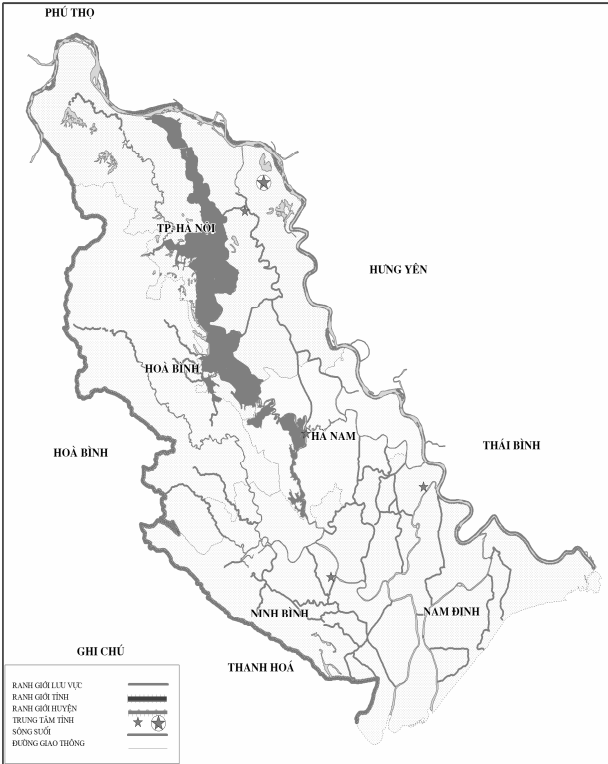 PHÚ THỌ
TP. HÀ NỘI
HƯNG YÊN
HOÀ BÌNH
HÀ NAM
THÁI BÌNH
HOÀ BÌNH
NINH BÌNH
NAM ĐINH
THANH HOÁ
GHI CHÚ
RANH GIỚI LƯU VỰC
RANH GIỚI TỈNH
RANH GIỚI HUYỆN
TRUNG TÂM TỈNH
SÔNG SUỐI
ĐƯỜNG GIAO THÔNG